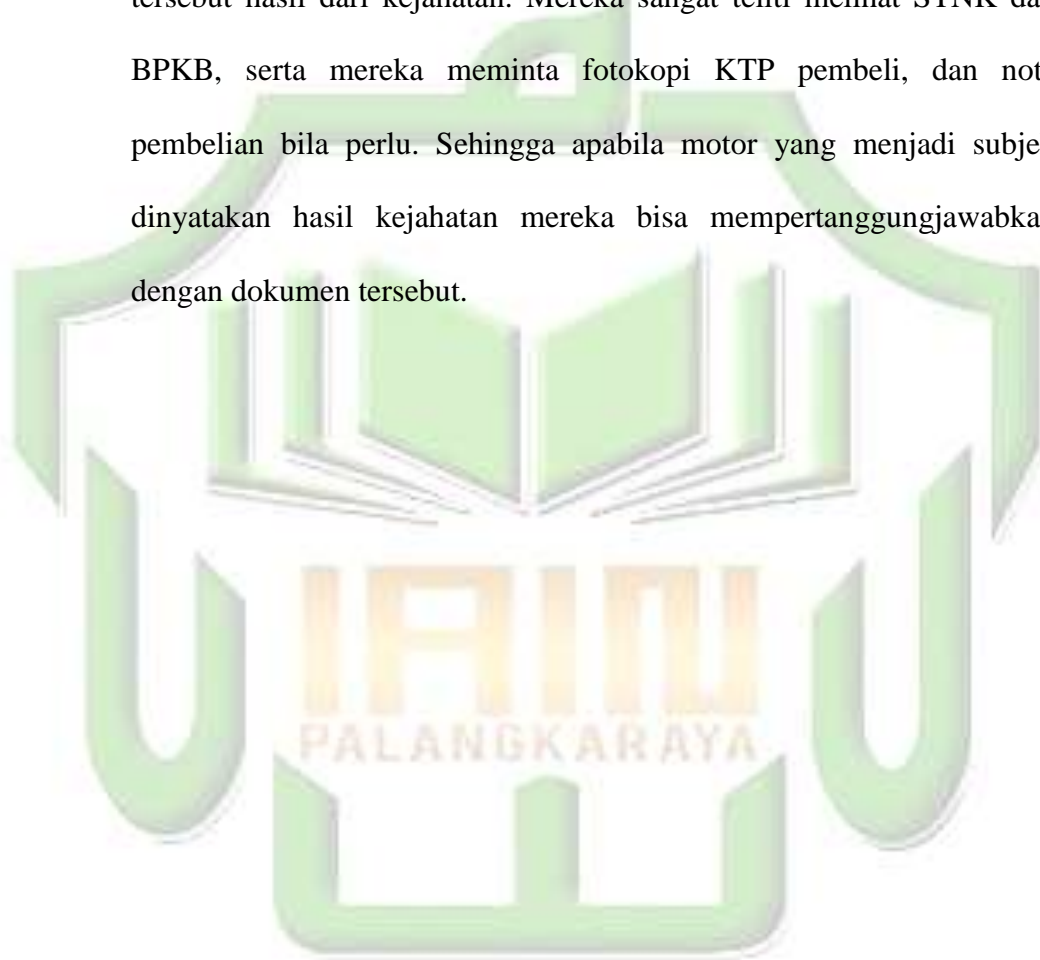 tersebut hasil dari kejahatan. Mereka sangat teliti melihat STNK da
BPKB, serta mereka meminta fotokopi KTP pembeli, dan not
pembelian bila perlu. Sehingga apabila motor yang menjadi subje
dinyatakan hasil kejahatan mereka bisa mempertanggungjawabka
dengan dokumen tersebut.
IAIN
PALANGKARAYA